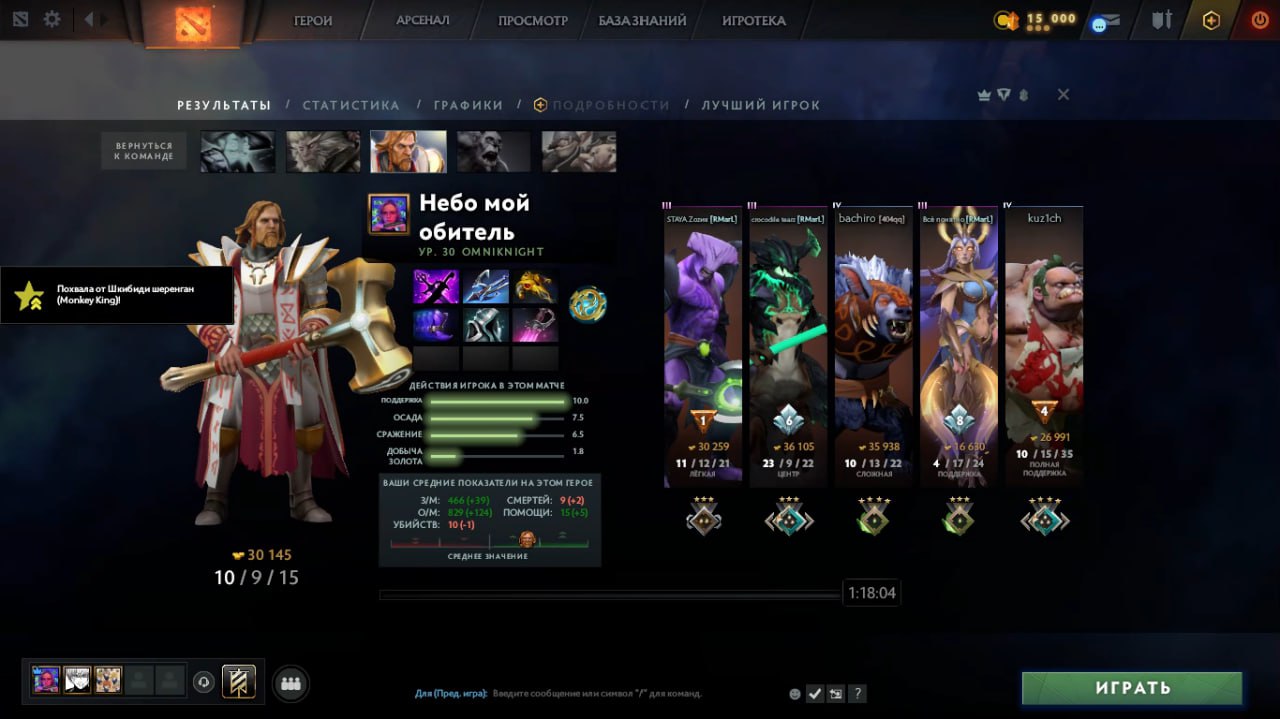 ГЕРОИ
АРСЕНАЛ
ПРОСМОТР
БАЗА ЗНАНИЙ
ИГРОТЕКА
15 000
РЕЗУЛЬТАТЫ / СТАТИСТИКА / ГРАФИКИ / ПОДРОБНОСТИ / ЛУЧШИЙ ИГРОК
ВЕРНУТЬСЯ
К КОМАНДЕ
Небо мой
обитель
УР. 30 OMNIKNIGHT
Похвала от Шкибиди шеренган
(Monkey King)!
ДЕЙСТВИЯ ИГРОКА В ЭТОМ МАТЧЕ
ПОДДЕРЖКА 10.0
ОСАДА 7.5
СРАЖЕНИЕ 6.5
ДОБЫЧА
ЗОЛОТА 1.8
ВАШИ СРЕДНИЕ ПОКАЗАТЕЛИ НА ЭТОМ ГЕРОЕ
З/М: 466 (+39) СМЕРТЕЙ: 9 (+2)
О/М: 829 (+124) ПОМОЩИ: 15 (+5)
УБИЙСТВ: 10 (-1)
СРЕДНЕЕ ЗНАЧЕНИЕ
30 145
10 / 9 / 15
III
STAYA Zozия [RMarL]
1
30 259
11 / 12 / 21
ЛЁГКАЯ
III
crocodile tears [RMarL]
6
36 105
23 / 9 / 22
ЦЕНТР
IV
bachiro [404qq]
35 938
10 / 13 / 22
СЛОЖНАЯ
III
Всё понятно [RMarL]
8
16 630
4 / 17 / 24
ПОДДЕРЖКА
IV
kuz1ch
4
26 991
10 / 15 / 35
ПОЛНАЯ
ПОДДЕРЖКА
1:18:04
Для (Пред. игра): Введите сообщение или символ "/" для команд.
?
ИГРАТЬ